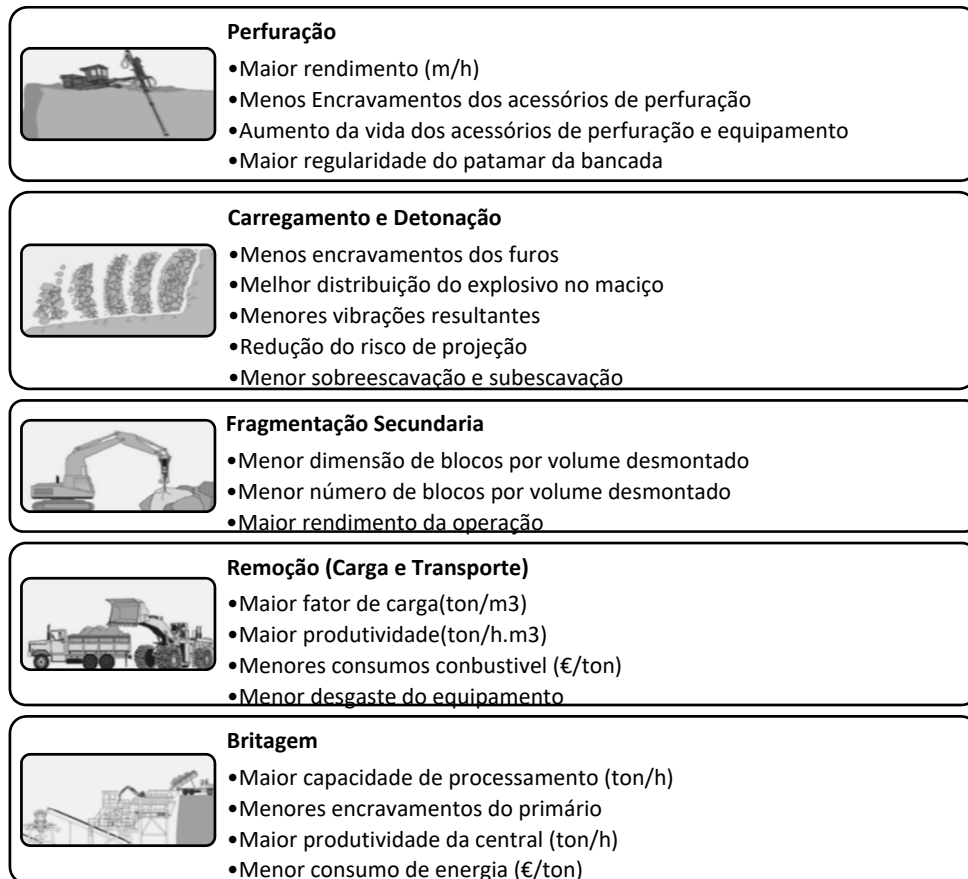 Perfuração
•Maior rendimento (m/h)
•Menos Encravamentos dos acessórios de perfuração
•Aumento da vida dos acessórios de perfuração e equipamento
•Maior regularidade do patamar da bancada
Carregamento e Detonação
•Menos encravamentos dos furos
•Melhor distribuição do explosivo no maciço
•Menores vibrações resultantes
•Redução do risco de projeção
•Menor sobreescavação e subescavação
Fragmentação Secundaria
•Menor dimensão de blocos por volume desmontado
•Menor número de blocos por volume desmontado
•Maior rendimento da operação
Remoção (Carga e Transporte)
•Maior fator de carga(ton/m3)
•Maior produtividade(ton/h.m3)
•Menores consumos conbustivel (€/ton)
•Menor desgaste do equipamento
Britagem
•Maior capacidade de processamento (ton/h)
•Menores encravamentos do primário
•Maior produtividade da central (ton/h)
•Menor consumo de energia (€/ton)